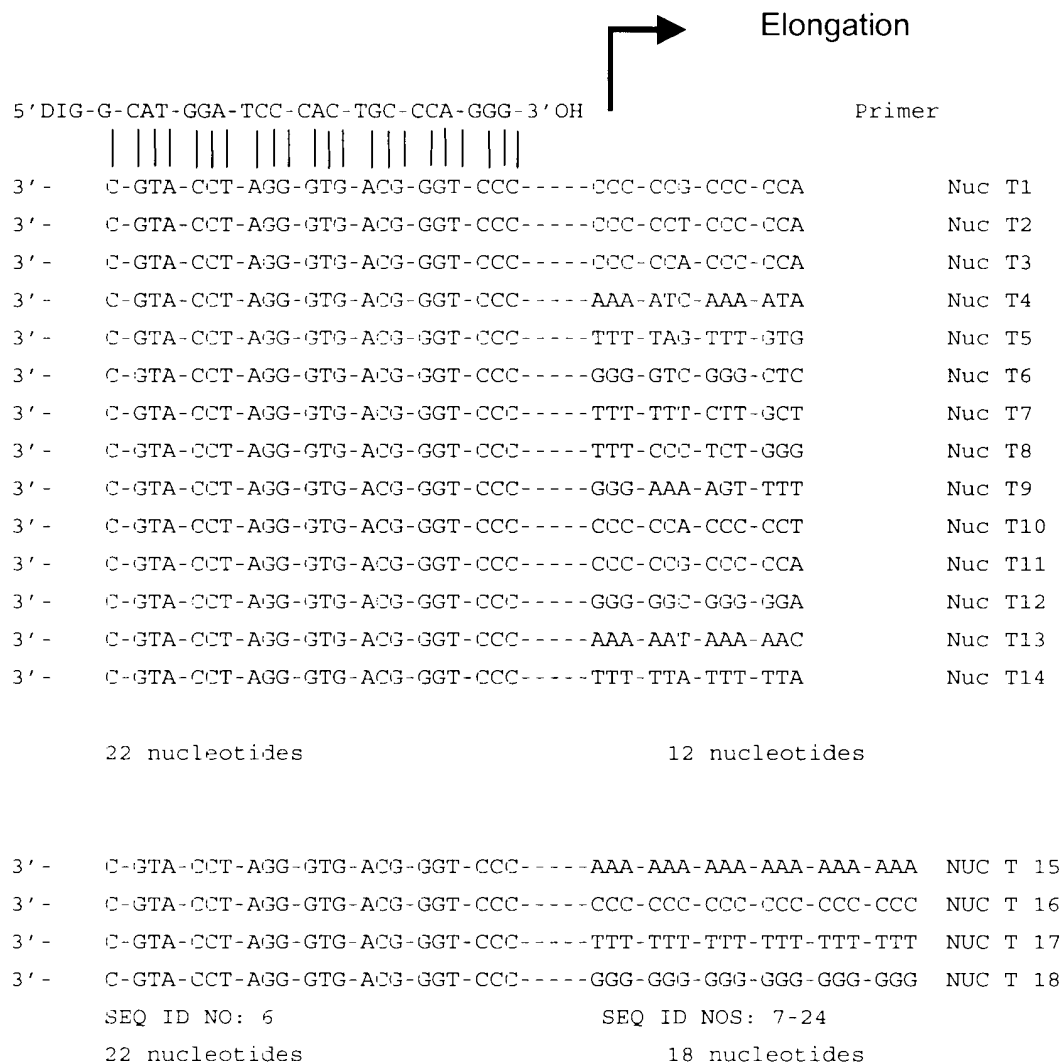 Elongation
5'DIG-G-CAT-GGA-TCC-CAC-TGC-CCA-GGG-3'OH Primer
3'- C-GTA-CCT-AGG-GTG-ACG-GGT-CCC-----CCC-CCG-CCC-CCA Nuc T1
3'- C-GTA-CCT-AGG-GTG-ACG-GGT-CCC-----CCC-CCT-CCC-CCA Nuc T2
3'- C-GTA-CCT-AGG-GTG-ACG-GGT-CCC-----CCC-CCA-CCC-CCA Nuc T3
3'- C-GTA-CCT-AGG-GTG-ACG-GGT-CCC-----AAA-ATC-AAA-ATA Nuc T4
3'- C-GTA-CCT-AGG-GTG-ACG-GGT-CCC-----TTT-TAG-TTT-GTG Nuc T5
3'- C-GTA-CCT-AGG-GTG-ACG-GGT-CCC-----GGG-GTC-GGG-CTC Nuc T6
3'- C-GTA-CCT-AGG-GTG-ACG-GGT-CCC-----TTT-TTT-CTT-GCT Nuc T7
3'- C-GTA-CCT-AGG-GTG-ACG-GGT-CCC-----TTT-CCC-TCT-GGG Nuc T8
3'- C-GTA-CCT-AGG-GTG-ACG-GGT-CCC-----GGG-AAA-AGT-TTT Nuc T9
3'- C-GTA-CCT-AGG-GTG-ACG-GGT-CCC-----CCC-CCA-CCC-CCT Nuc T10
3'- C-GTA-CCT-AGG-GTG-ACG-GGT-CCC-----CCC-CCG-CCC-CCA Nuc T11
3'- C-GTA-CCT-AGG-GTG-ACG-GGT-CCC-----GGG-GGC-GGG-GGA Nuc T12
3'- C-GTA-CCT-AGG-GTG-ACG-GGT-CCC-----AAA-AAT-AAA-AAC Nuc T13
3'- C-GTA-CCT-AGG-GTG-ACG-GGT-CCC-----TTT-TTA-TTT-TTA Nuc T14
22 nucleotides 12 nucleotides
3'- C-GTA-CCT-AGG-GTG-ACG-GGT-CCC-----AAA-AAA-AAA-AAA-AAA-AAA NUC T 15
3'- C-GTA-CCT-AGG-GTG-ACG-GGT-CCC-----CCC-CCC-CCC-CCC-CCC-CCC NUC T 16
3'- C-GTA-CCT-AGG-GTG-ACG-GGT-CCC-----TTT-TTT-TTT-TTT-TTT-TTT NUC T 17
3'- C-GTA-CCT-AGG-GTG-ACG-GGT-CCC-----GGG-GGG-GGG-GGG-GGG-GGG NUC T 18
SEQ ID NO: 6 SEQ ID NOS: 7-24
22 nucleotides 18 nucleotides